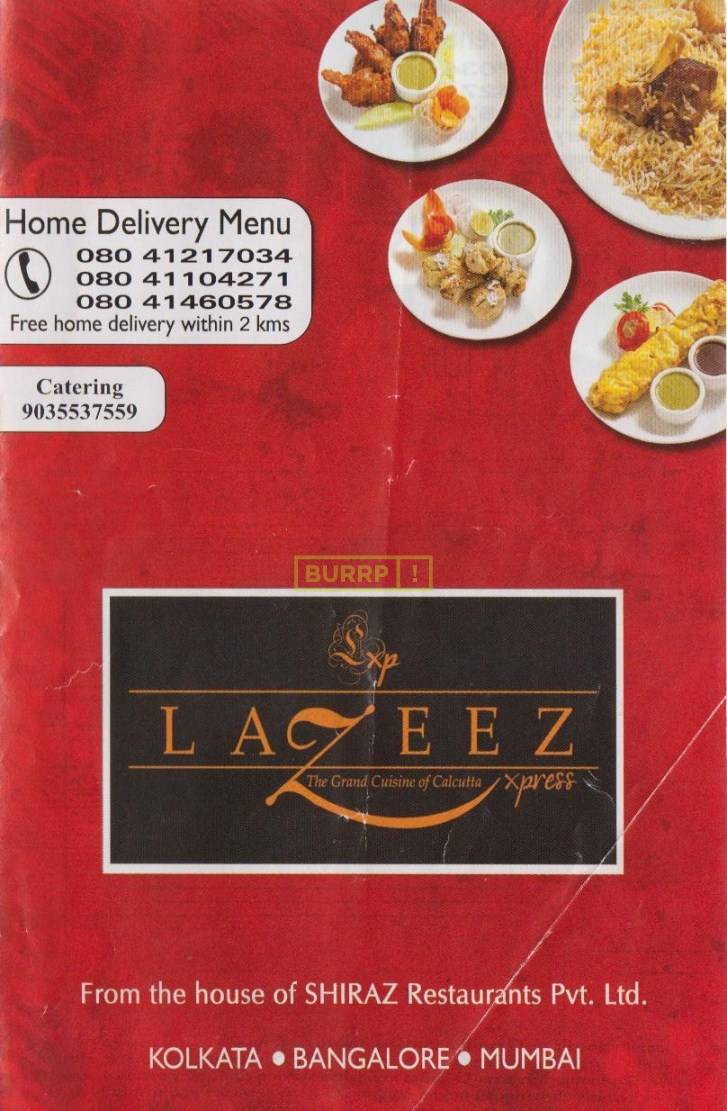 Home Delivery Menu
080 41217034
080 41104271
080 41460578
Free home delivery within 2 kms
Catering
9035537559
BURRP !
Lxp
LAZEEZ
The Grand Cuisine of Calcutta xpress
From the house of SHIRAZ Restaurants Pvt. Ltd.
KOLKATA • BANGALORE • MUMBAI